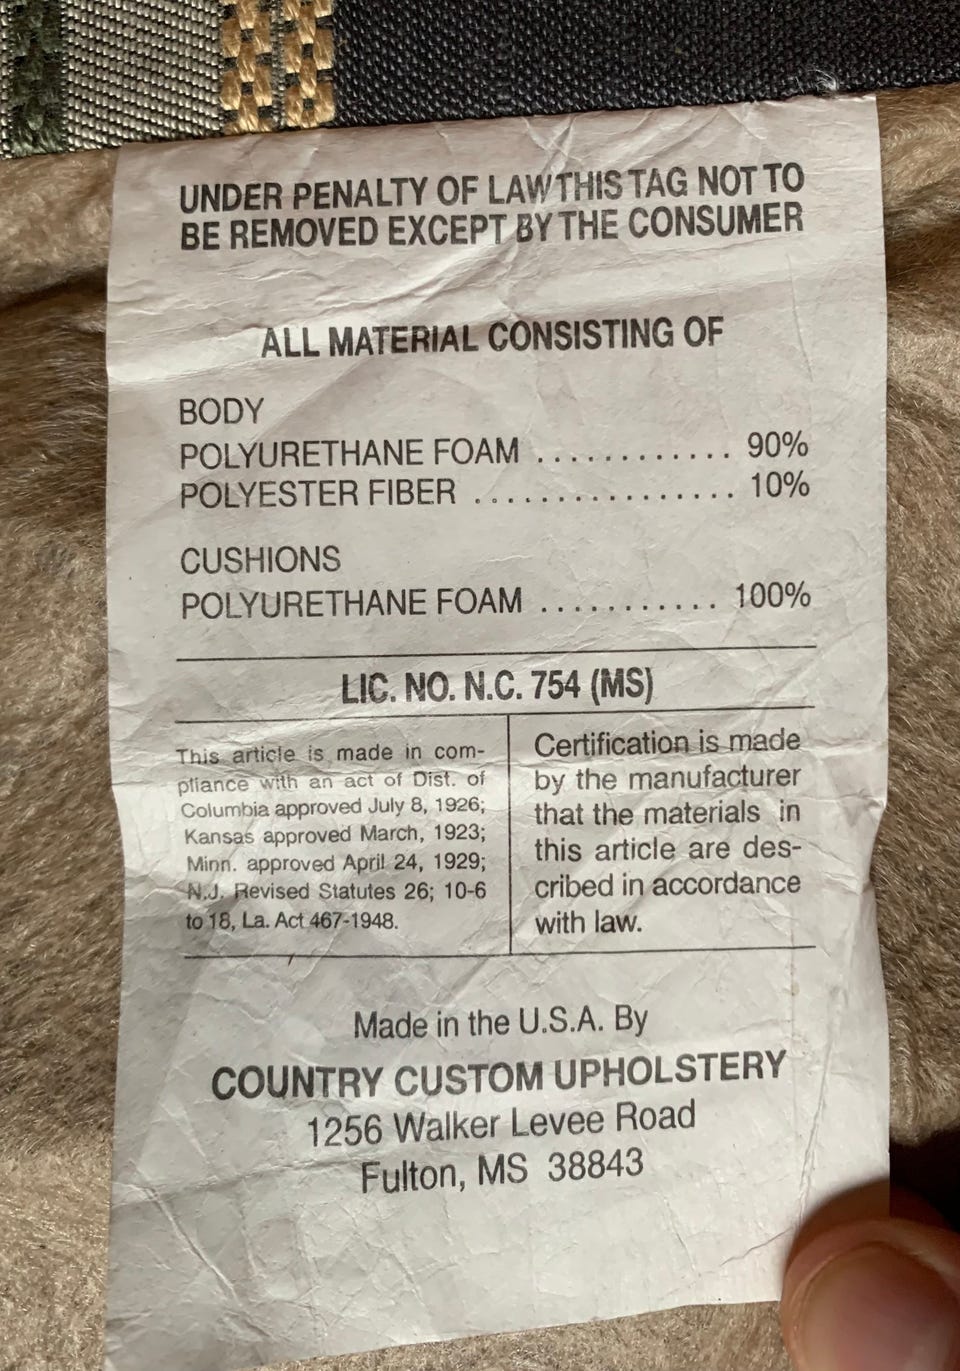 UNDER PENALTY OF LAW THIS TAG NOT TO
BE REMOVED EXCEPT BY THE CONSUMER
ALL MATERIAL CONSISTING OF
BODY
POLYURETHANE FOAM ............ 90%
POLYESTER FIBER ................ 10%
CUSHIONS
POLYURETHANE FOAM ........... 100%
LIC. NO. N.C. 754 (MS)
This article is made in com-
pliance with an act of Dist. of
Columbia approved July 8, 1926;
Kansas approved March, 1923;
Minn. approved April 24, 1929;
N.J. Revised Statutes 26; 10-6
to 18, La. Act 467-1948.
Certification is made
by the manufacturer
that the materials in
this article are des-
cribed in accordance
with law.
Made in the U.S.A. By
COUNTRY CUSTOM UPHOLSTERY
1256 Walker Levee Road
Fulton, MS 38843